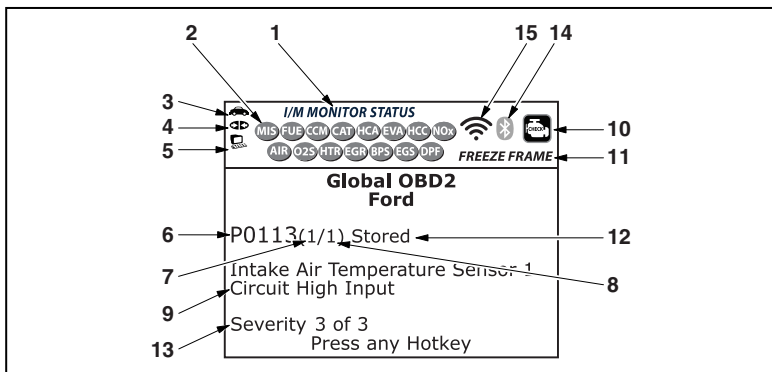 2 1 15 14
3 I/M MONITOR STATUS
4 MIS FUE CCM CAT HCA EVA HCC NOx CHECK 10
5 AIR O2S HTR EGR BPS EGS DPF FREEZE FRAME 11
Global OBD2
Ford
6 P0113(1/1) Stored 12
7 8
Intake Air Temperature Sensor 1
9 Circuit High Input
13 Severity 3 of 3
Press any Hotkey